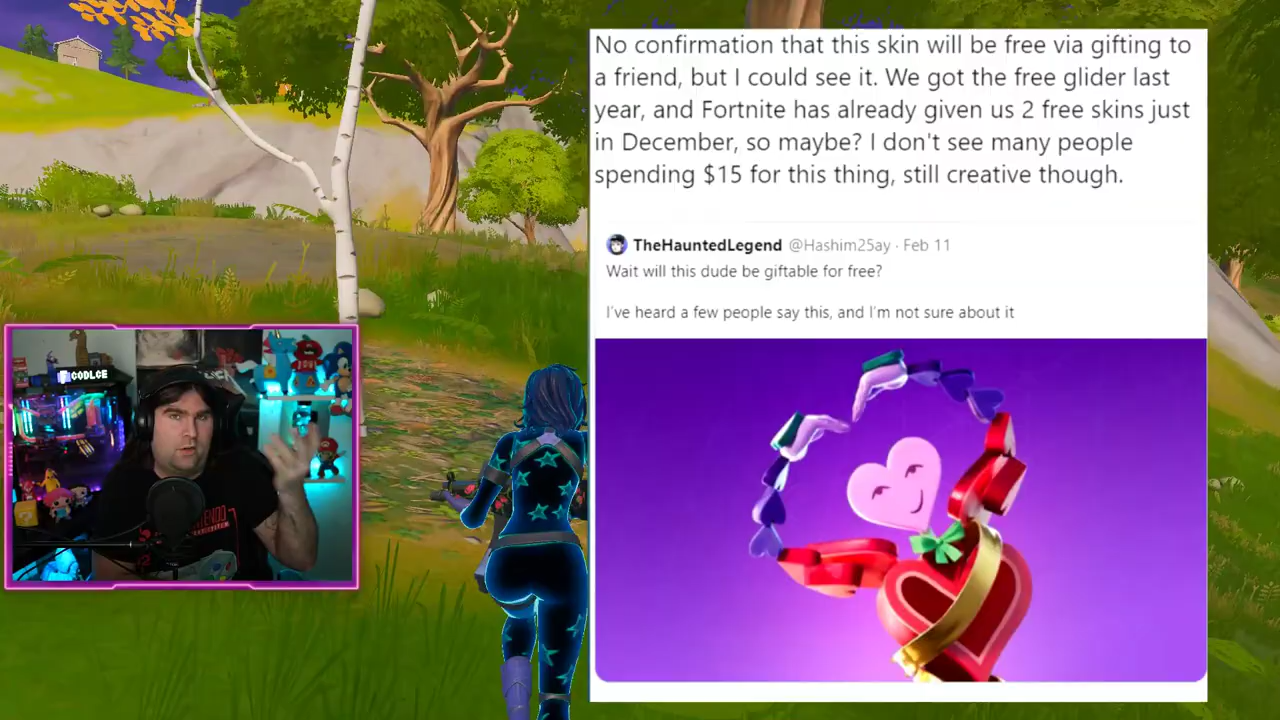 No confirmation that this skin will be free via gifting to
a friend, but I could see it. We got the free glider last
year, and Fortnite has already given us 2 free skins just
in December, so maybe? I don't see many people
spending $15 for this thing, still creative though.
TheHauntedLegend @Hashim25ay · Feb 11
Wait will this dude be giftable for free?
I've heard a few people say this, and I'm not sure about it
CODLCE